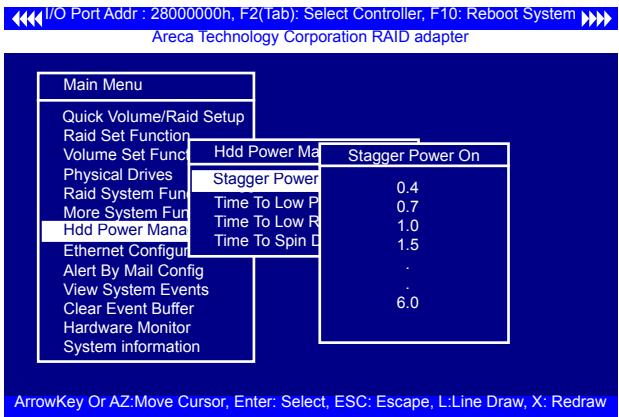 I/O Port Addr : 28000000h, F2(Tab): Select Controller, F10: Reboot System
Areca Technology Corporation RAID adapter
Main Menu
Quick Volume/Raid Setup
Raid Set Function
Volume Set Funct
Physical Drives
Raid System Fun
More System Fun
Hdd Power Mana
Ethernet Configur
Alert By Mail Config
View System Events
Clear Event Buffer
Hardware Monitor
System information
Hdd Power Ma
Stagger Power
Time To Low P
Time To Low R
Time To Spin D
Stagger Power On
0.4
0.7
1.0
1.5
.
.
6.0
ArrowKey Or AZ:Move Cursor, Enter: Select, ESC: Escape, L:Line Draw, X: Redraw